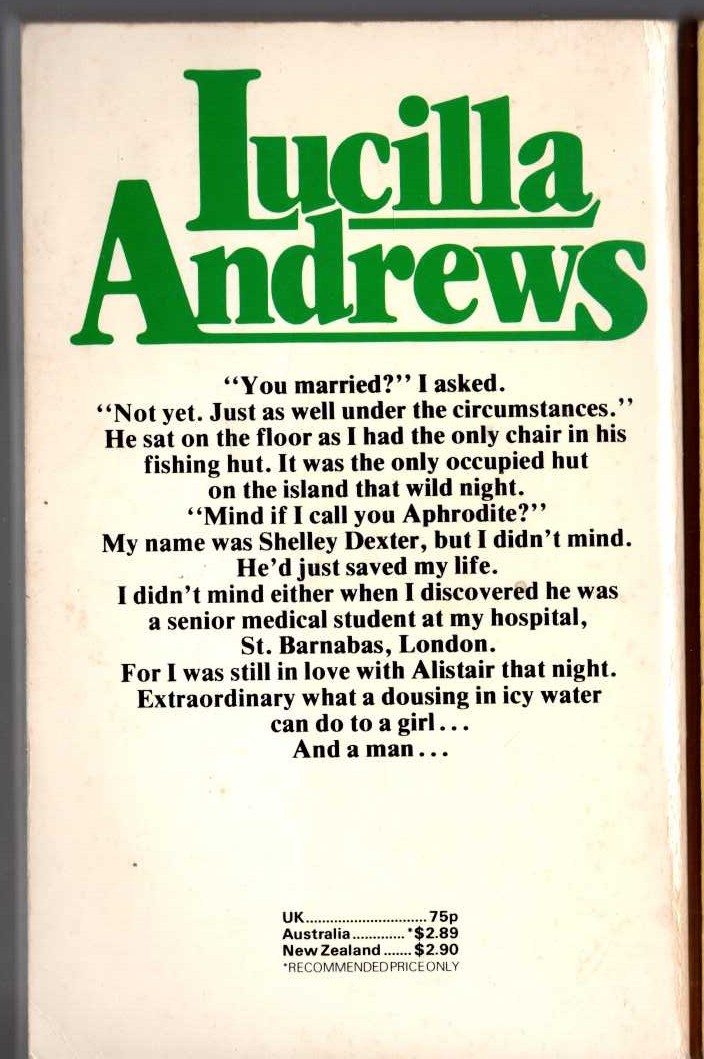 Lucilla
Andrews
“You married?” I asked.
“Not yet. Just as well under the circumstances.”
He sat on the floor as I had the only chair in his
fishing hut. It was the only occupied hut
on the island that wild night.
“Mind if I call you Aphrodite?”
My name was Shelley Dexter, but I didn’t mind.
He’d just saved my life.
I didn’t mind either when I discovered he was
a senior medical student at my hospital,
St. Barnabas, London.
For I was still in love with Alistair that night.
Extraordinary what a dousing in icy water
can do to a girl...
And a man...
UK.............................. 75p
Australia............. *$2.89
New Zealand ....... $2.90
*RECOMMENDED PRICE ONLY